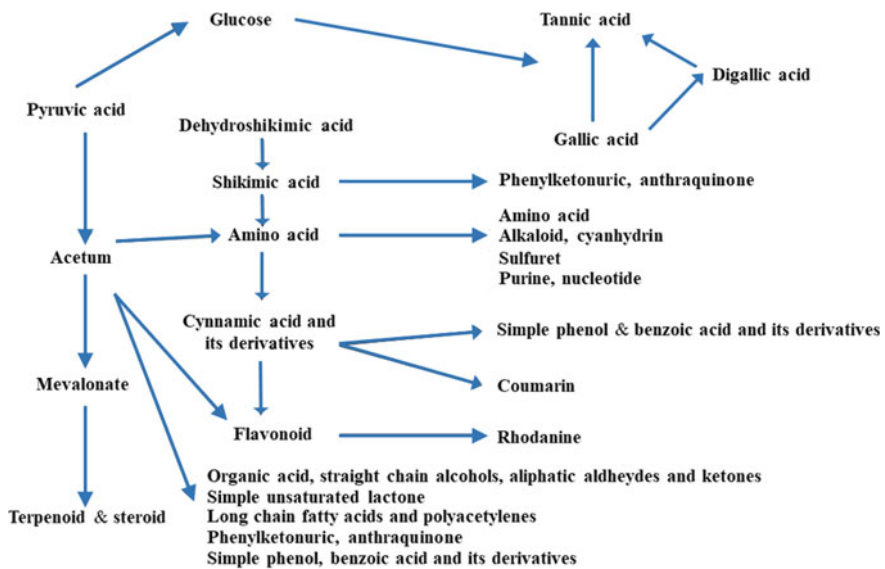 Glucose
Tannic acid
Digallic acid
Pyruvic acid
Dehydroshikimic acid
Gallic acid
Shikimic acid
Phenylketonuric, anthraquinone
Amino acid
Amino acid
Alkaloid, cyanhydrin
Sulfuret
Purine, nucleotide
Acetum
Cynnamic acid and
its derivatives
Simple phenol & benzoic acid and its derivatives
Mevalonate
Coumarin
Flavonoid
Rhodanine
Organic acid, straight chain alcohols, aliphatic aldheydes and ketones
Simple unsaturated lactone
Long chain fatty acids and polyacetylenes
Phenylketonuric, anthraquinone
Simple phenol, benzoic acid and its derivatives
Terpenoid & steroid